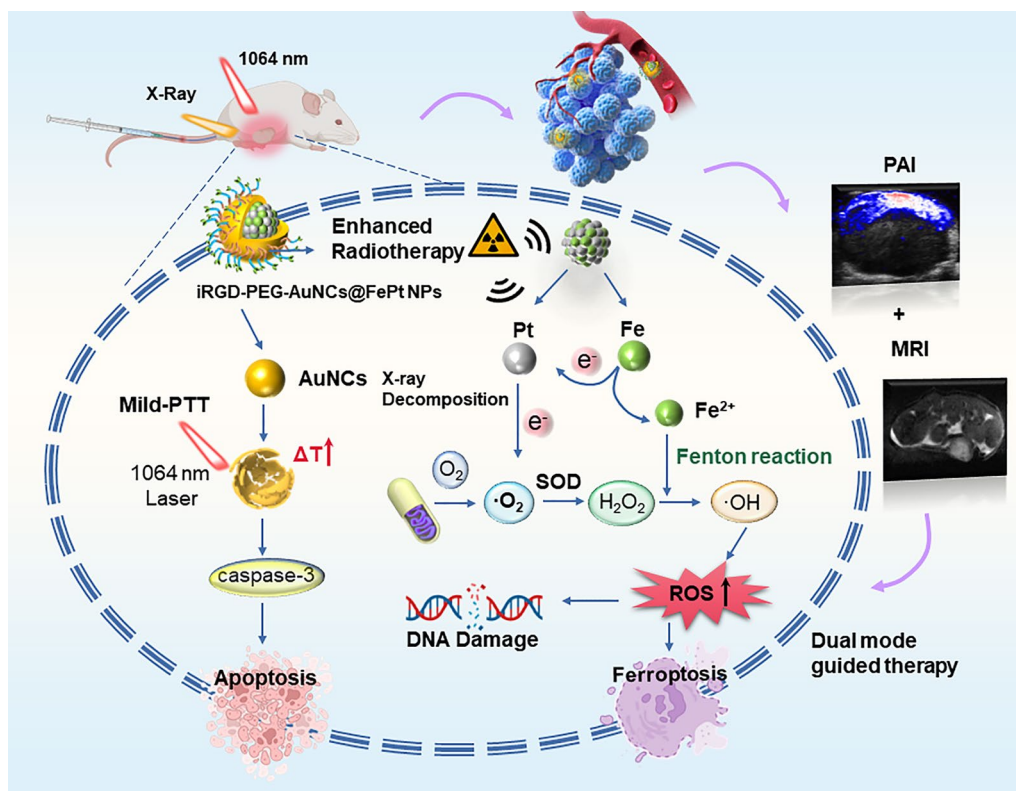 1064 nm
X-Ray
PAI
Enhanced
Radiotherapy
iRGD-PEG-AuNCs@FePt NPs
+
MRI
Pt
Fe
e⁻
AuNCs
X-ray
Decomposition
Mild-PTT
Fe²⁺
e⁻
ΔT↑
1064 nm
Laser
Fenton reaction
O₂
SOD
·O₂
H₂O₂
·OH
caspase-3
ROS ↑
DNA Damage
Dual mode
guided therapy
Apoptosis
Ferroptosis